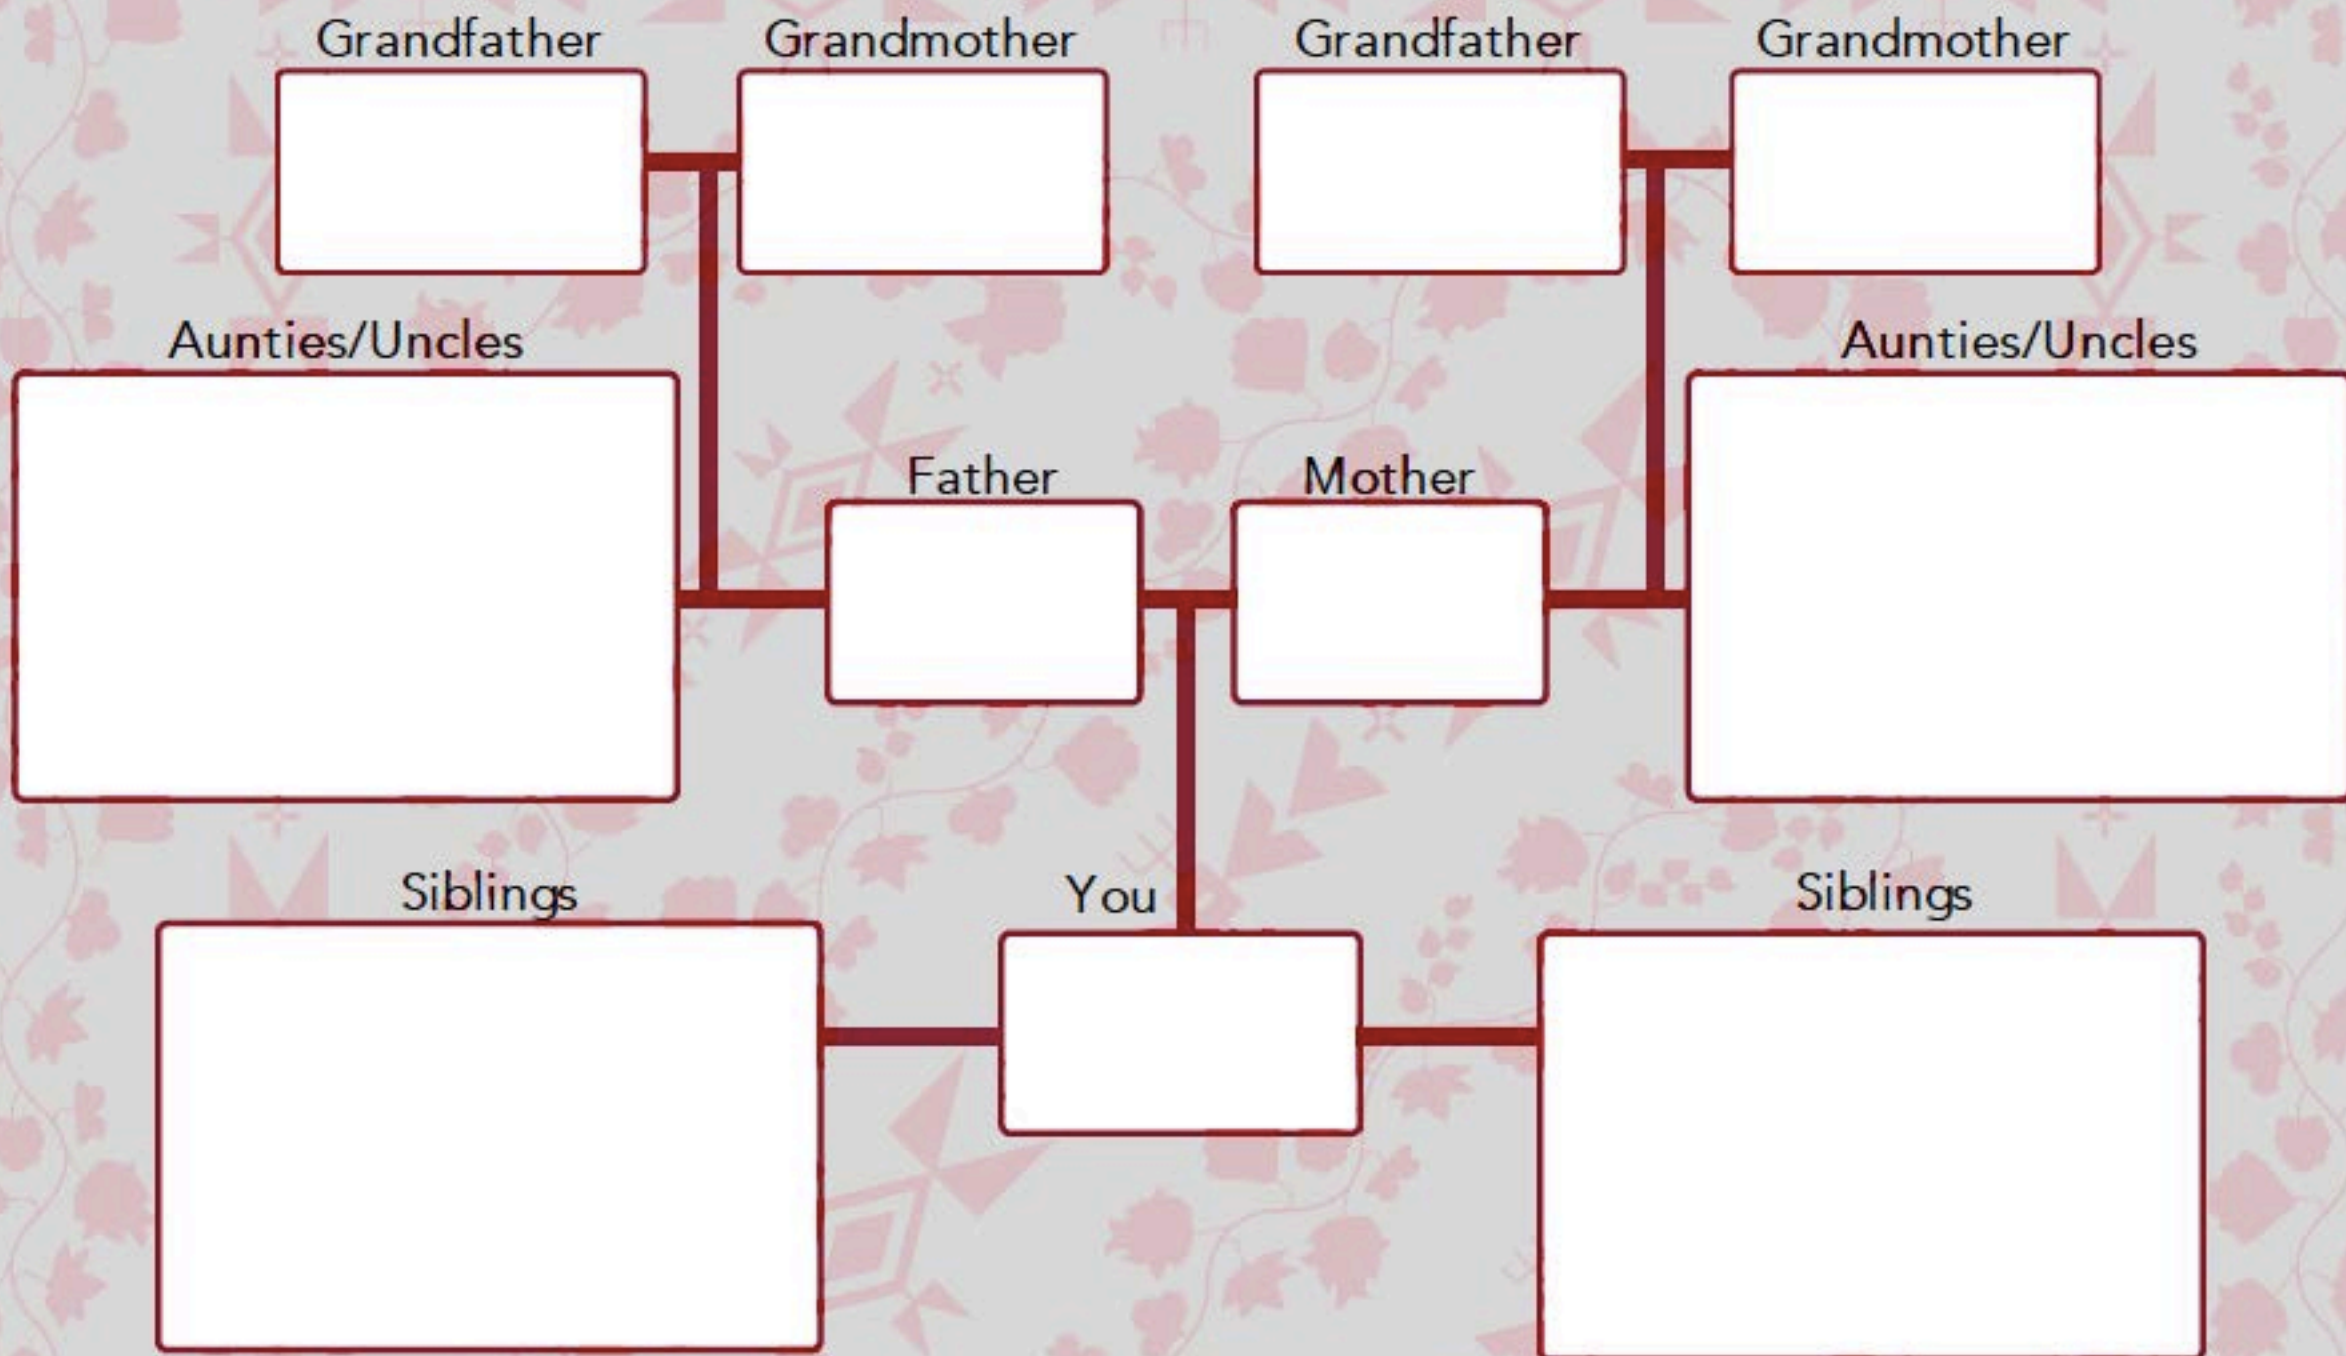 Grandfather
Grandmother
Grandfather
Grandmother
Aunties/Uncles
Aunties/Uncles
Father
Mother
Siblings
You
Siblings